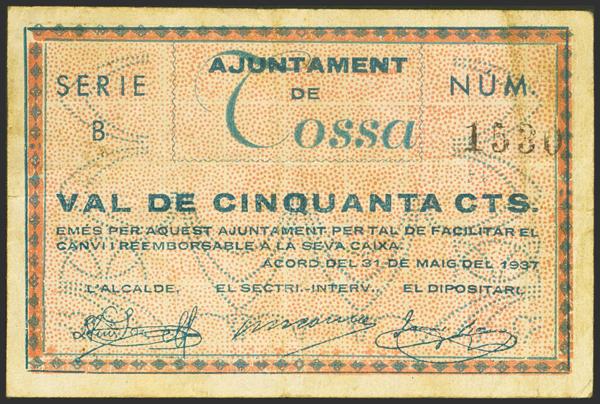 AJUNTAMENT
DE
Tossa
SERIE
B
NÚM.
1530
VAL DE CINQUANTA CTS.
EMÉS PER AQUEST AJUNTAMENT PER TAL DE FACILITAR EL
CANVI I REEMBORSABLE A LA SEVA CAIXA.
ACORD DEL 31 DE MAIG DEL 1937
L'ALCALDE, EL SECTRI.-INTERV., EL DIPOSITARI,